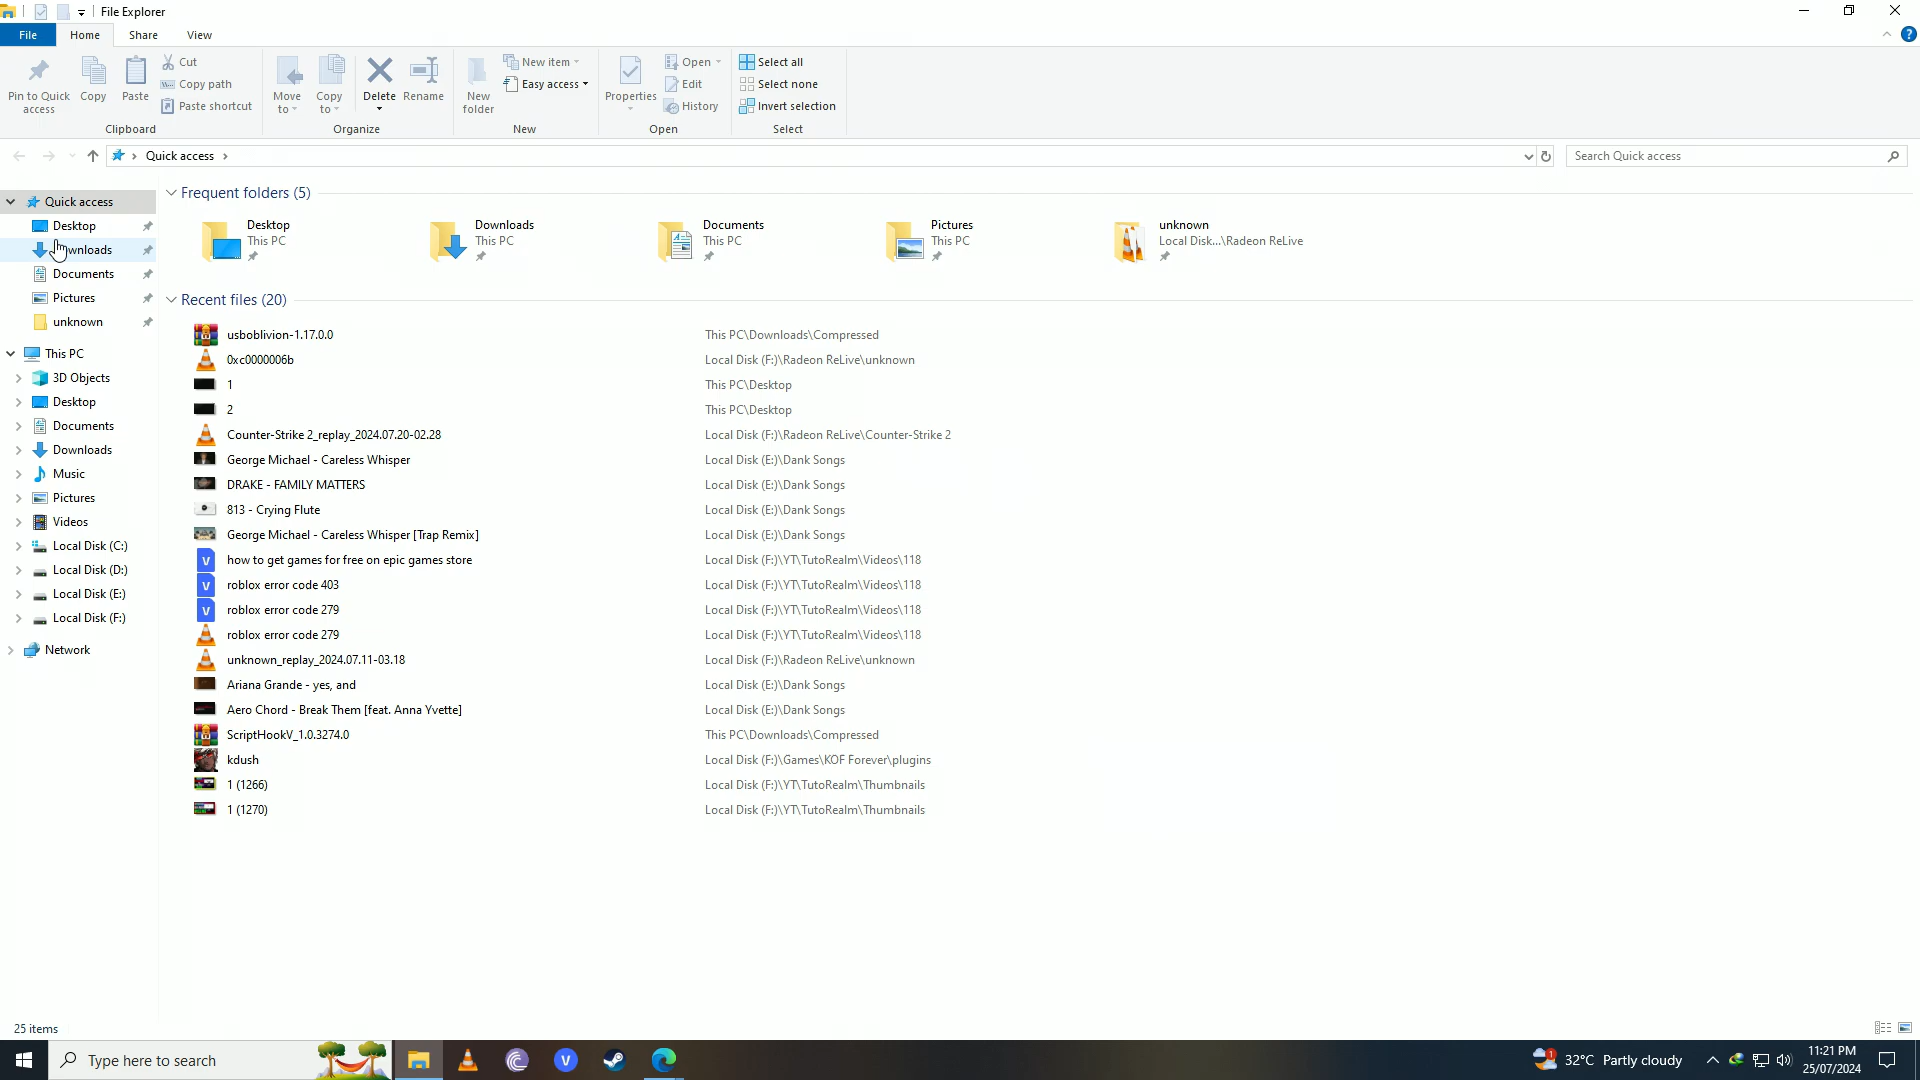 File Explorer
File Home Share View
Pin to Quick access
Copy
Paste
Cut
Copy path
Paste shortcut
Clipboard
Move to
Copy to
Delete
Rename
Organize
New folder
New item
Easy access
New
Properties
Open
Edit
History
Open
Select all
Select none
Invert selection
Select
Quick access
Search Quick access
Quick access
Desktop
wnloads
Documents
Pictures
unknown
This PC
3D Objects
Desktop
Documents
Downloads
Music
Pictures
Videos
Local Disk (C:)
Local Disk (D:)
Local Disk (E:)
Local Disk (F:)
Network
Frequent folders (5)
Desktop
This PC
Downloads
This PC
Documents
This PC
Pictures
This PC
unknown
Local Disk...\Radeon ReLive
Recent files (20)
usboblivion-1.17.0.0 This PC\Downloads\Compressed
0xc0000006b Local Disk (F:)\Radeon ReLive\unknown
1 This PC\Desktop
2 This PC\Desktop
Counter-Strike 2_replay_2024.07.20-02.28 Local Disk (F:)\Radeon ReLive\Counter-Strike 2
George Michael - Careless Whisper Local Disk (E:)\Dank Songs
DRAKE - FAMILY MATTERS Local Disk (E:)\Dank Songs
813 - Crying Flute Local Disk (E:)\Dank Songs
George Michael - Careless Whisper [Trap Remix] Local Disk (E:)\Dank Songs
how to get games for free on epic games store Local Disk (F:)\YT\TutoRealm\Videos\118
roblox error code 403 Local Disk (F:)\YT\TutoRealm\Videos\118
roblox error code 279 Local Disk (F:)\YT\TutoRealm\Videos\118
roblox error code 279 Local Disk (F:)\YT\TutoRealm\Videos\118
unknown_replay_2024.07.11-03.18 Local Disk (F:)\Radeon ReLive\unknown
Ariana Grande - yes, and Local Disk (E:)\Dank Songs
Aero Chord - Break Them [feat. Anna Yvette] Local Disk (E:)\Dank Songs
ScriptHookV_1.0.3274.0 This PC\Downloads\Compressed
kdush Local Disk (F:)\Games\KOF Forever\plugins
1 (1266) Local Disk (F:)\YT\TutoRealm\Thumbnails
1 (1270) Local Disk (F:)\YT\TutoRealm\Thumbnails
25 items
Type here to search
32°C Partly cloudy
11:21 PM
25/07/2024